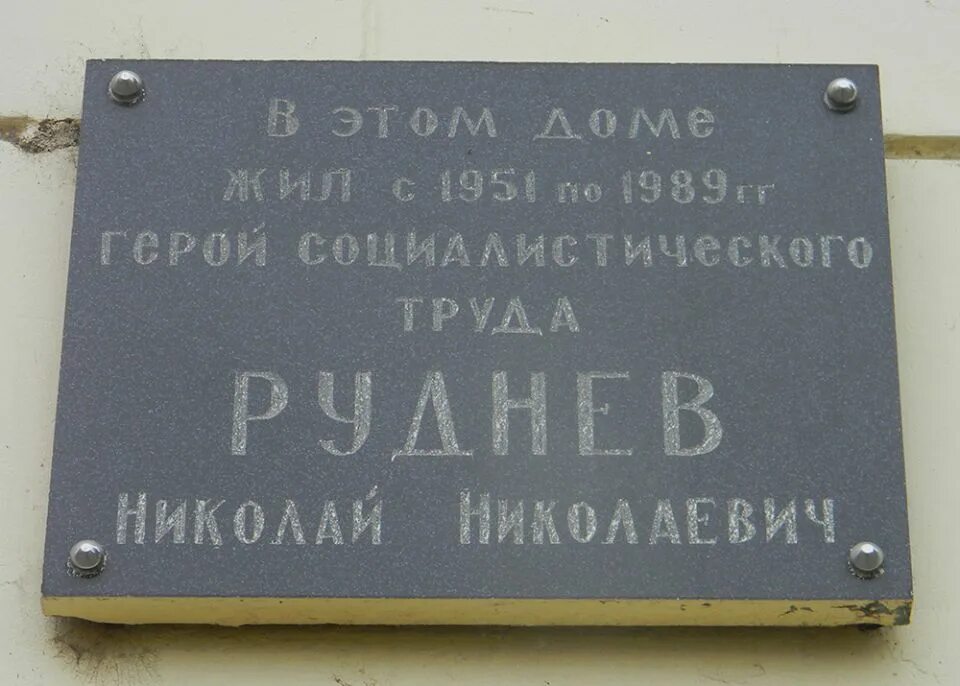 В ЭТОМ ДОМЕ
ЖИЛ С 1951 ПО 1989 ГГ
ГЕРОЙ СОЦИАЛИСТИЧЕСКОГО
ТРУДА
РУДНЕВ
НИКОЛАЙ НИКОЛАЕВИЧ